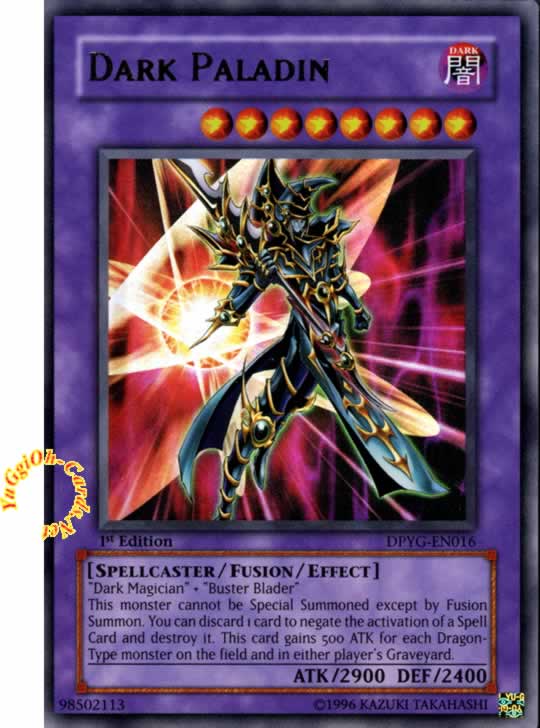 DARK PALADIN
DARK
闇
YuGgiOh-Cards.Net
1st Edition
DPYG-EN016
[SPELLCASTER/FUSION/EFFECT]
"Dark Magician" + "Buster Blader"
This monster cannot be Special Summoned except by Fusion
Summon. You can discard 1 card to negate the activation of a Spell
Card and destroy it. This card gains 500 ATK for each Dragon-
Type monster on the field and in either player's Graveyard.
ATK/2900 DEF/2400
98502113
©1996 KAZUKI TAKAHASHI